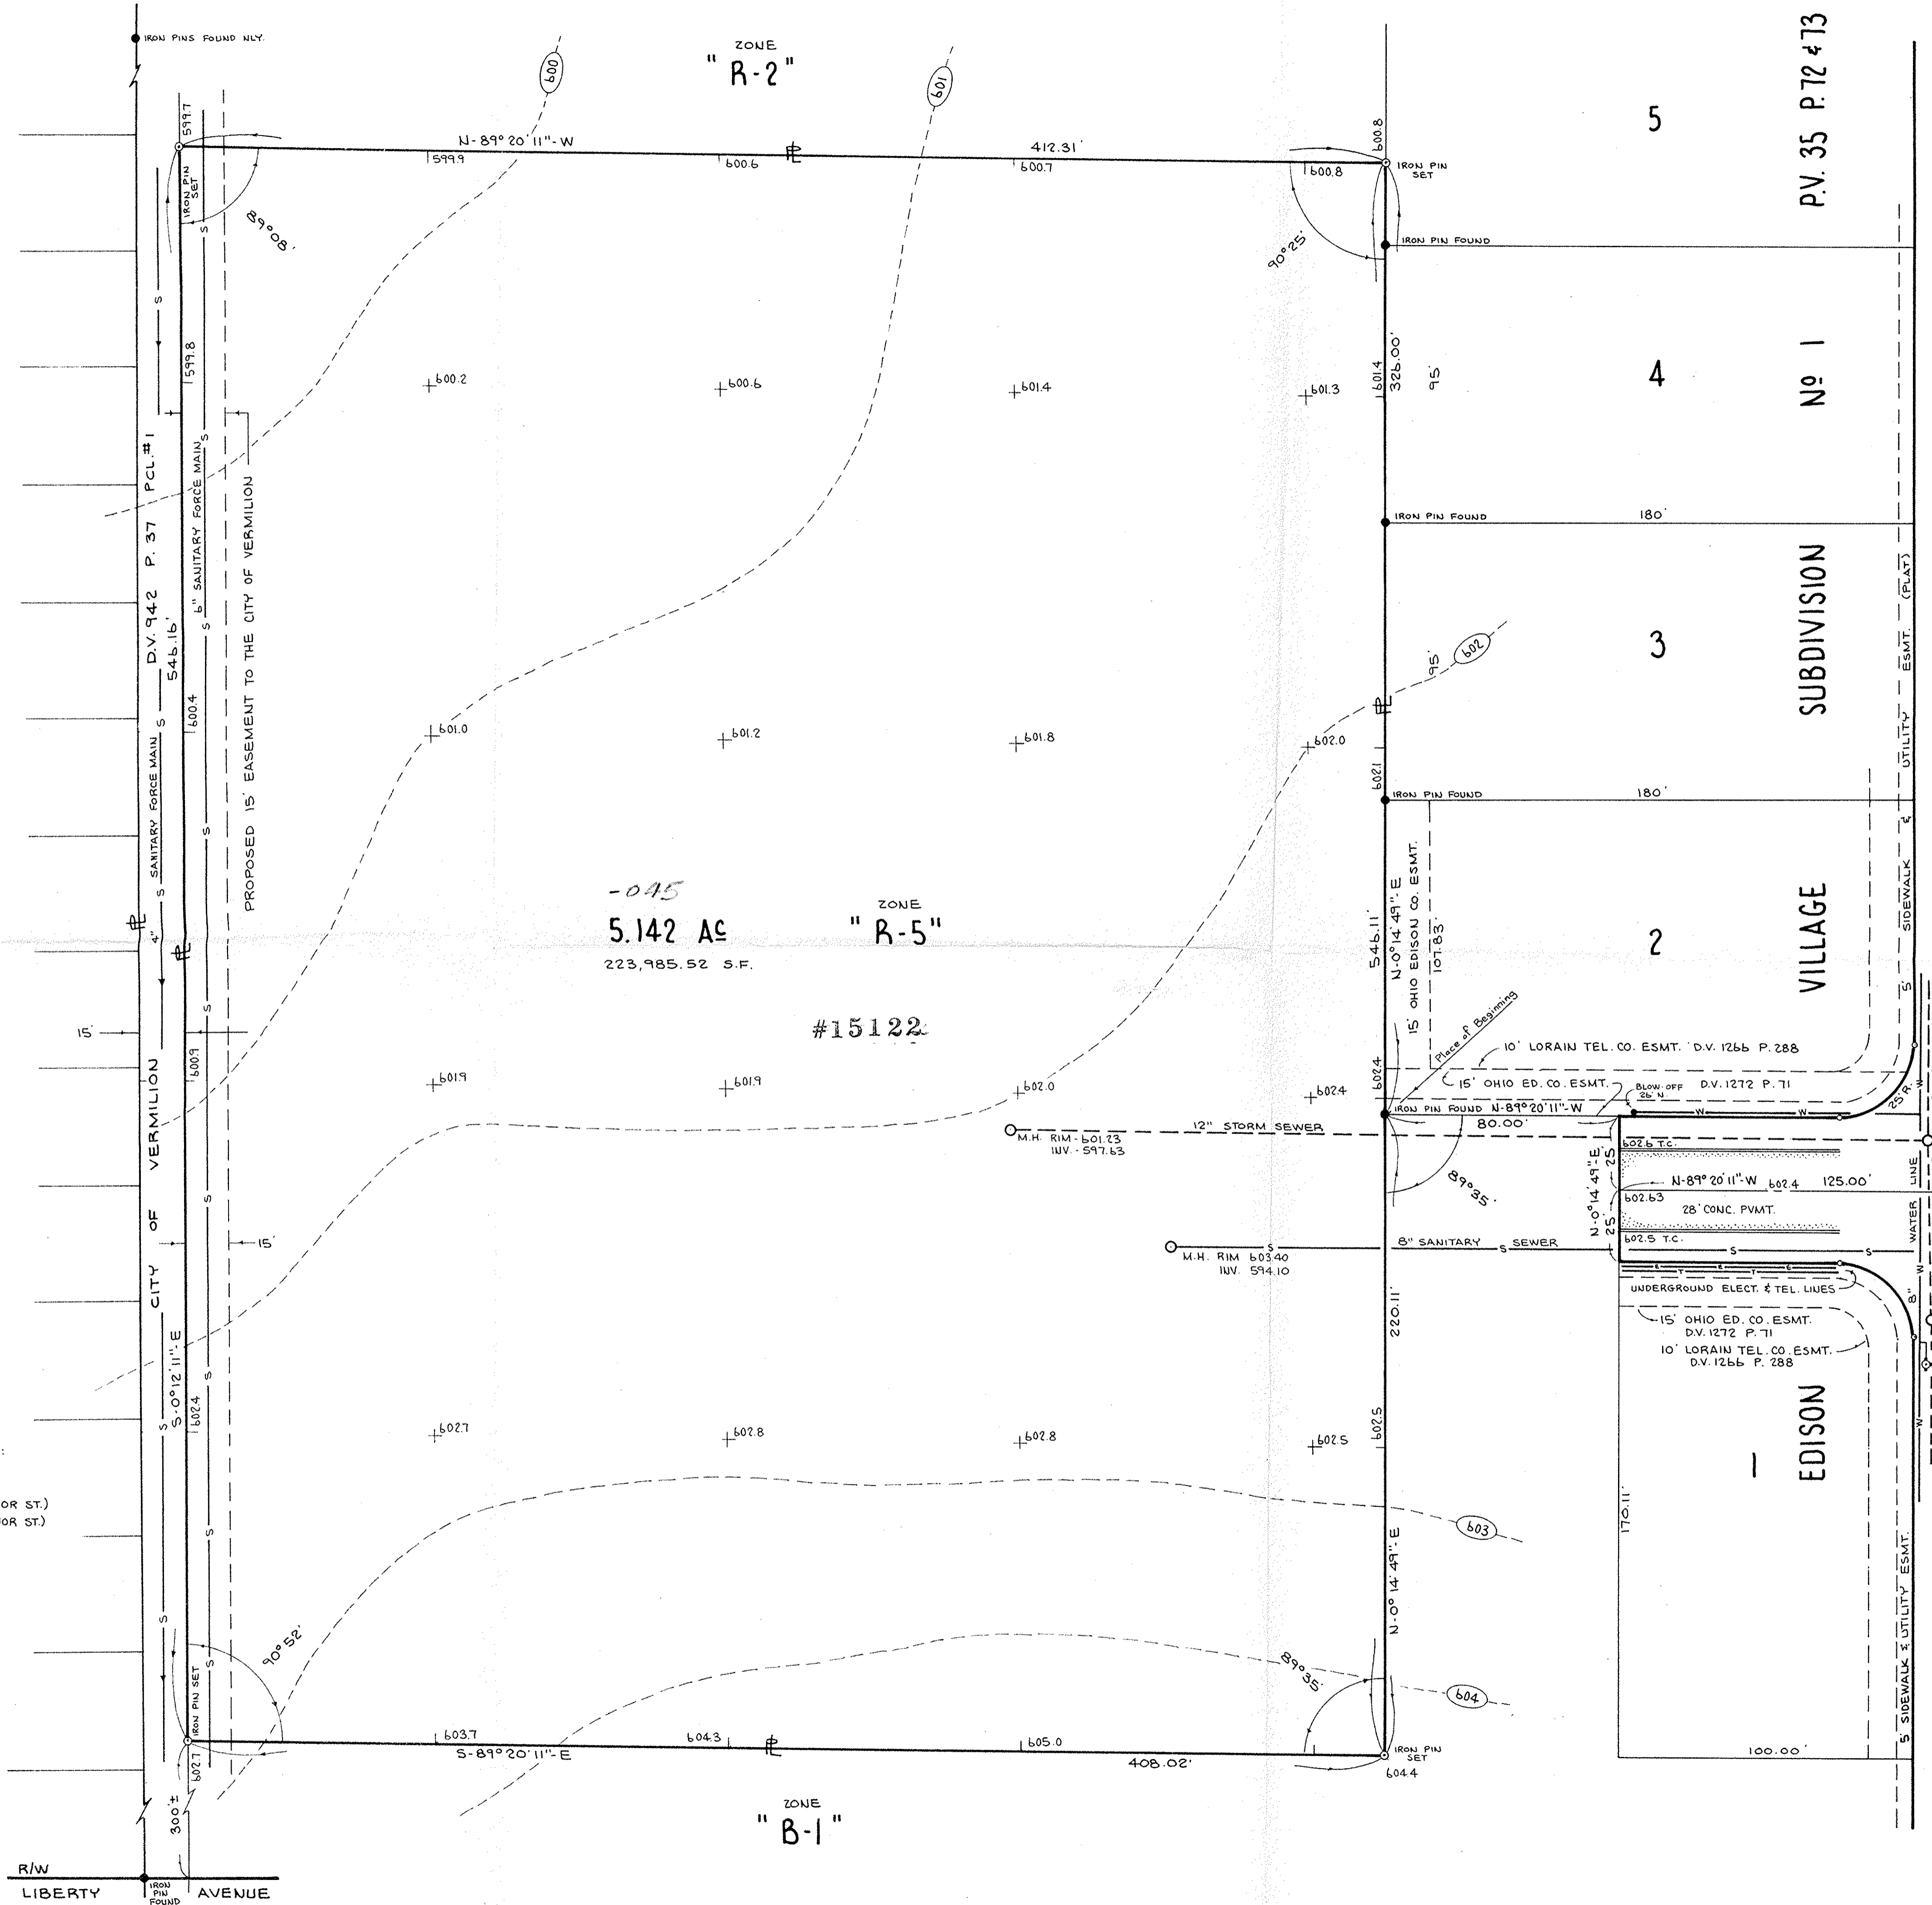 IRON PINS FOUND NLY.
ZONE
"R-2"
600
601
599.7
N-89°20'11"-W
412.31'
599.9
600.6
600.7
600.8
600.8
IRON PIN
SET
IRON PIN
SET
89°08'
90°25'
IRON PIN FOUND
5
P.V. 35 P. 72 & 73
599.8
600.2
600.6
601.4
601.3
601.4
326.00'
95'
4
Nº 1
D.V. 942 P. 37 PCL. #1
546.16'
6" SANITARY FORCE MAIN
PROPOSED 15' EASEMENT TO THE CITY OF VERMILION
IRON PIN FOUND
180'
SUBDIVISION
3
95'
602
5' SIDEWALK & UTILITY ESMT. (PLAT)
600.4
601.0
601.2
601.8
602.0
602.1
IRON PIN FOUND
180'
4" SANITARY FORCE MAIN
-045
5.142 Ac
223,985.52 S.F.
ZONE
"R-5"
#15122
546.11'
N-0°14'49"-E
15' OHIO EDISON CO. ESMT.
107.83'
2
VILLAGE
15'
600.9
601.9
601.9
602.0
602.4
602.4
Place of Beginning
10' LORAIN TEL. CO. ESMT. D.V. 1266 P. 288
15' OHIO ED. CO. ESMT.
D.V. 1272 P. 71
BLOW-OFF
26' N.
25' R.
IRON PIN FOUND
N-89°20'11"-W
80.00'
12" STORM SEWER
M.H. RIM - 601.23
INV. - 597.63
602.6 T.C.
N-0°14'49"-E
25'
25'
N-89°20'11"-W
602.4
125.00'
602.63
28' CONC. PVMT.
602.5 T.C.
8" WATER LINE
89°35'
CITY OF VERMILION
15'
8" SANITARY SEWER
M.H. RIM 603.40
INV. 594.10
UNDERGROUND ELECT. & TEL. LINES
15' OHIO ED. CO. ESMT.
D.V. 1272 P. 71
10' LORAIN TEL. CO. ESMT.
D.V. 1266 P. 288
220.11'
S-0°12'11"-E
602.4
602.7
602.8
602.8
602.5
602.5
1
EDISON
170.11'
OR ST.)
OR ST.)
603
N-0°14'49"-E
90°52'
89°35'
604
5' SIDEWALK & UTILITY ESMT.
IRON PIN SET
603.7
604.3
605.0
S-89°20'11"-E
408.02'
IRON PIN
SET
604.4
100.00'
602.7
300'±
ZONE
"B-1"
R/W
LIBERTY AVENUE
IRON
PIN
FOUND